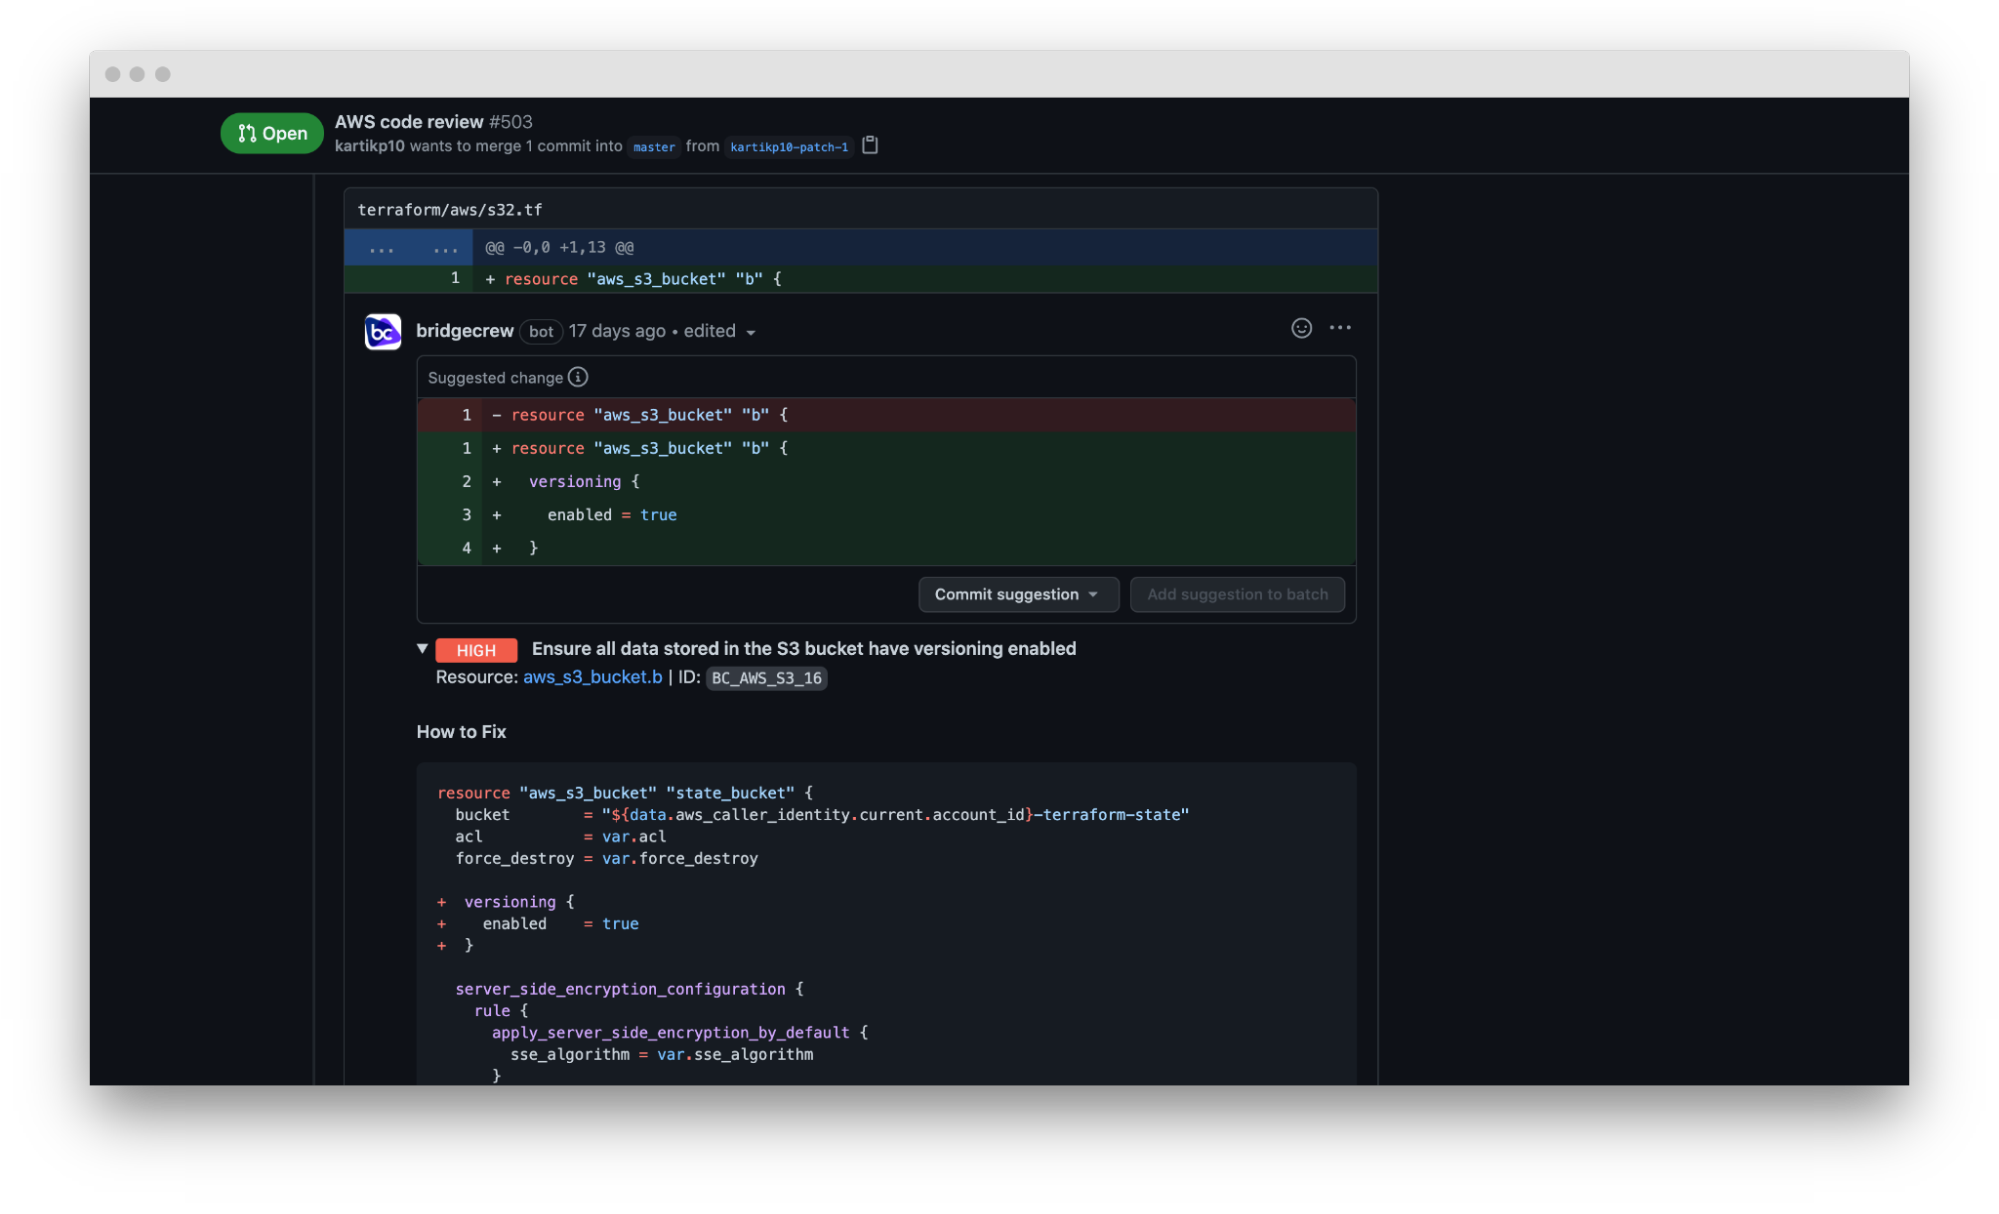 Open
AWS code review #503
kartikp10 wants to merge 1 commit into master from kartikp10-patch-1
terraform/aws/s32.tf
... ... @@ -0,0 +1,13 @@
1 + resource "aws_s3_bucket" "b" {
bc bridgecrew bot 17 days ago • edited
Suggested change
1 - resource "aws_s3_bucket" "b" {
1 + resource "aws_s3_bucket" "b" {
2 +   versioning {
3 +     enabled = true
4 +   }
Commit suggestion Add suggestion to batch
HIGH Ensure all data stored in the S3 bucket have versioning enabled
Resource: aws_s3_bucket.b | ID: BC_AWS_S3_16
How to Fix
resource "aws_s3_bucket" "state_bucket" {
  bucket        = "${data.aws_caller_identity.current.account_id}-terraform-state"
  acl           = var.acl
  force_destroy = var.force_destroy
+  versioning {
+    enabled    = true
+  }
  server_side_encryption_configuration {
    rule {
      apply_server_side_encryption_by_default {
        sse_algorithm = var.sse_algorithm
      }